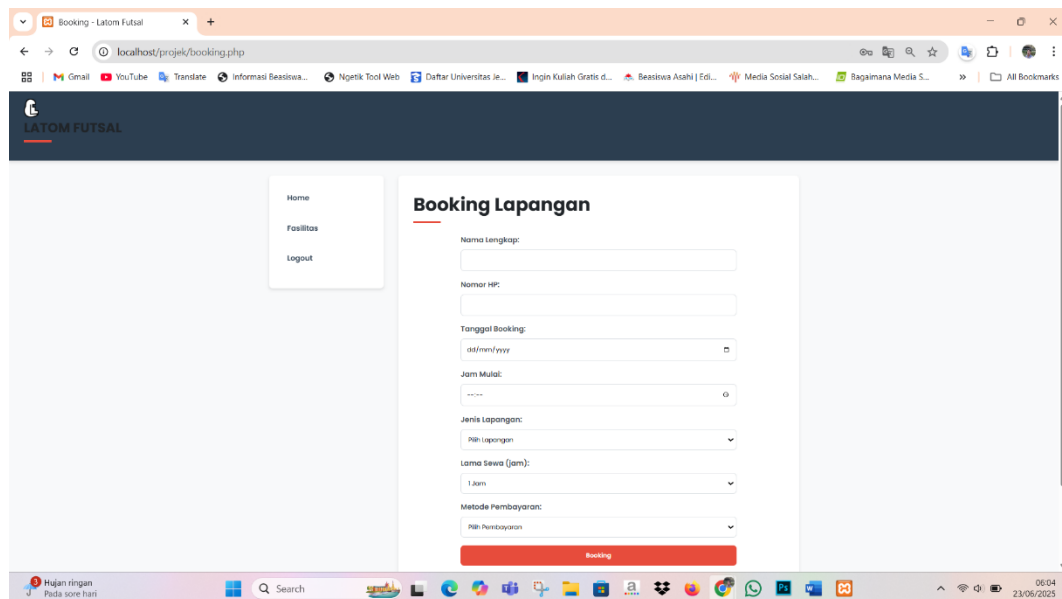 Booking - Latom Futsal
localhost/projek/booking.php
Gmail YouTube Translate Informasi Beasiswa... Ngetik Tool Web Daftar Universitas Je... Ingin Kuliah Gratis d... Beasiswa Asahi | Edi... Media Sosial Salah... Bagaimana Media S... » All Bookmarks
LATOM FUTSAL
Home
Fasilitas
Logout
Booking Lapangan
Nama Lengkap:
Nomor HP:
Tanggal Booking:
dd/mm/yyyy
Jam Mulai:
--:--
Jenis Lapangan:
Pilih Lapangan
Lama Sewa (jam):
1 Jam
Metode Pembayaran:
Pilih Pembayaran
Booking
3
Hujan ringan
Pada sore hari
Search
06:04
23/06/2025